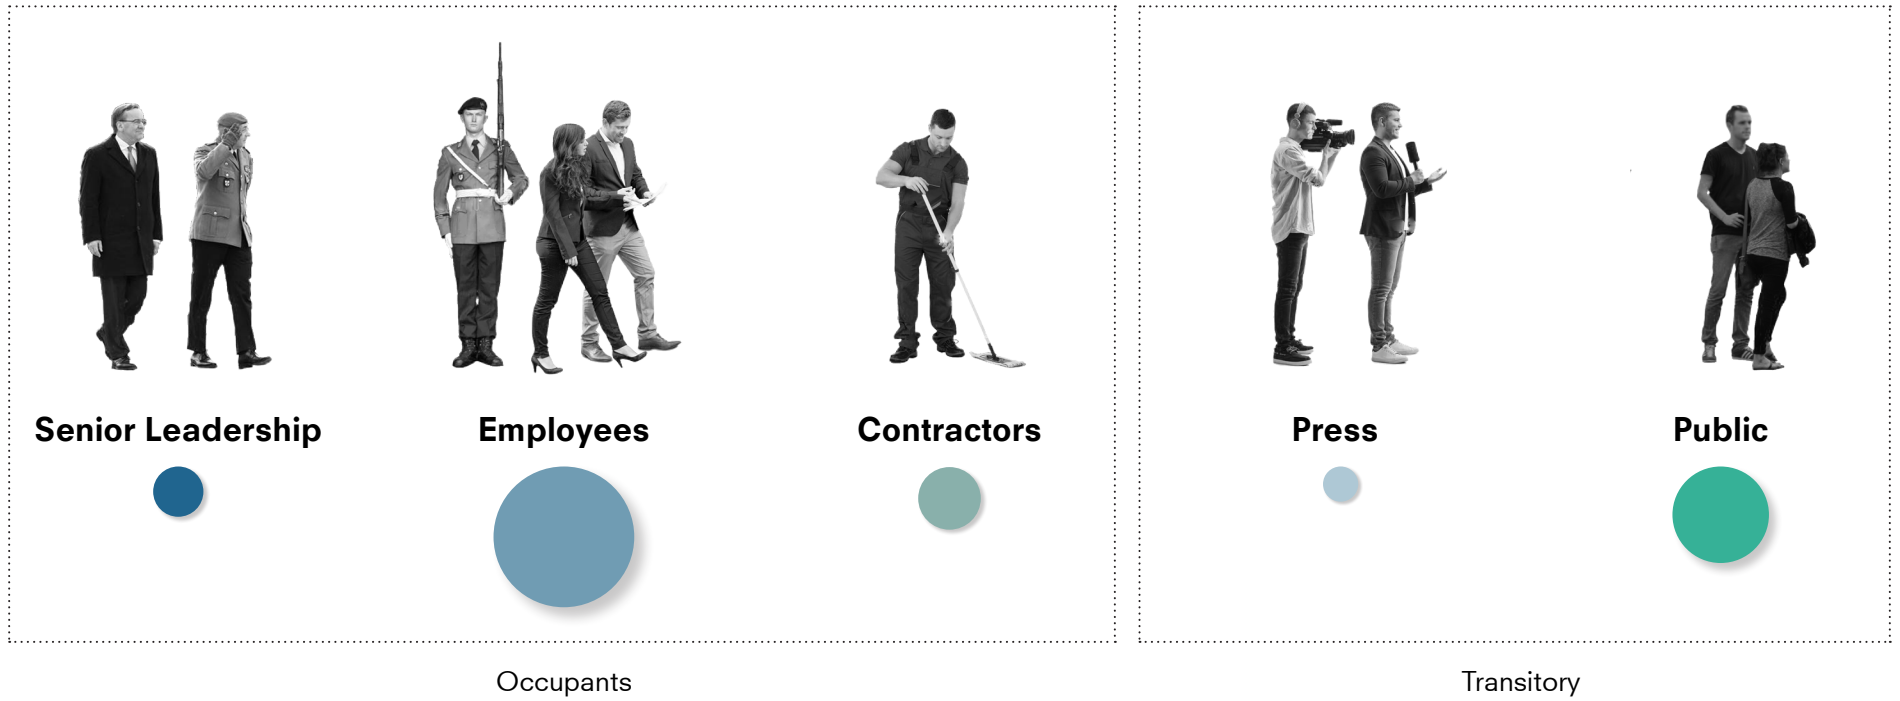 Senior Leadership
Employees
Contractors
Press
Public
Occupants
Transitory